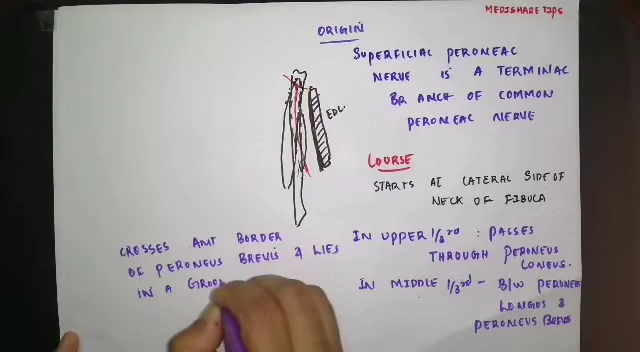 MEDISHARE TIPS
ORIGIN
SUPERFICIAL PERONEAL
NERVE IS A TERMINAL
BRANCH OF COMMON
PERONEAL NERVE
EDL.
COURSE
STARTS AT LATERAL SIDE OF
NECK OF FIBULA
IN UPPER 1/3rd : PASSES
THROUGH PERONEUS
LONGUS.
IN MIDDLE 1/3rd - B/W PERONEUS
LONGUS &
PERONEUS BREVIS
CROSSES ANT BORDER
OF PERONEUS BREVIS & LIES
IN A GROO